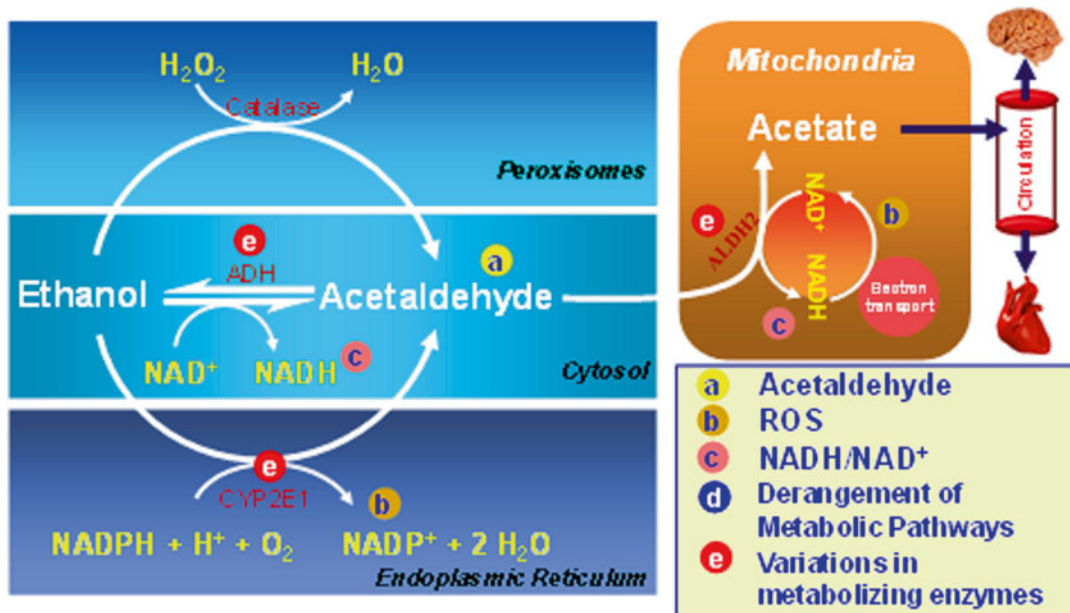 H₂O₂ H₂O
Catalase
Peroxisomes
e
ADH
a
Ethanol Acetaldehyde
NAD⁺ NADH c
Cytosol
e
CYP2E1
b
NADPH + H⁺ + O₂ NADP⁺ + 2 H₂O
Endoplasmic Reticulum
Mitochondria
Acetate
e
ALDH2
NAD⁺
NADH
b
c
Electron
transport
Circulation
a Acetaldehyde
b ROS
c NADH/NAD⁺
d Derangement of
Metabolic Pathways
e Variations in
metabolizing enzymes